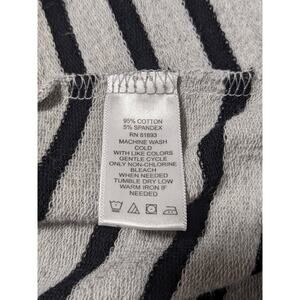 95% COTTON
5% SPANDEX
RN 81893
MACHINE WASH
COLD
WITH LIKE COLORS
GENTLE CYCLE
ONLY NON-CHLORINE
BLEACH
WHEN NEEDED
TUMBLE DRY LOW
WARM IRON IF
NEEDED